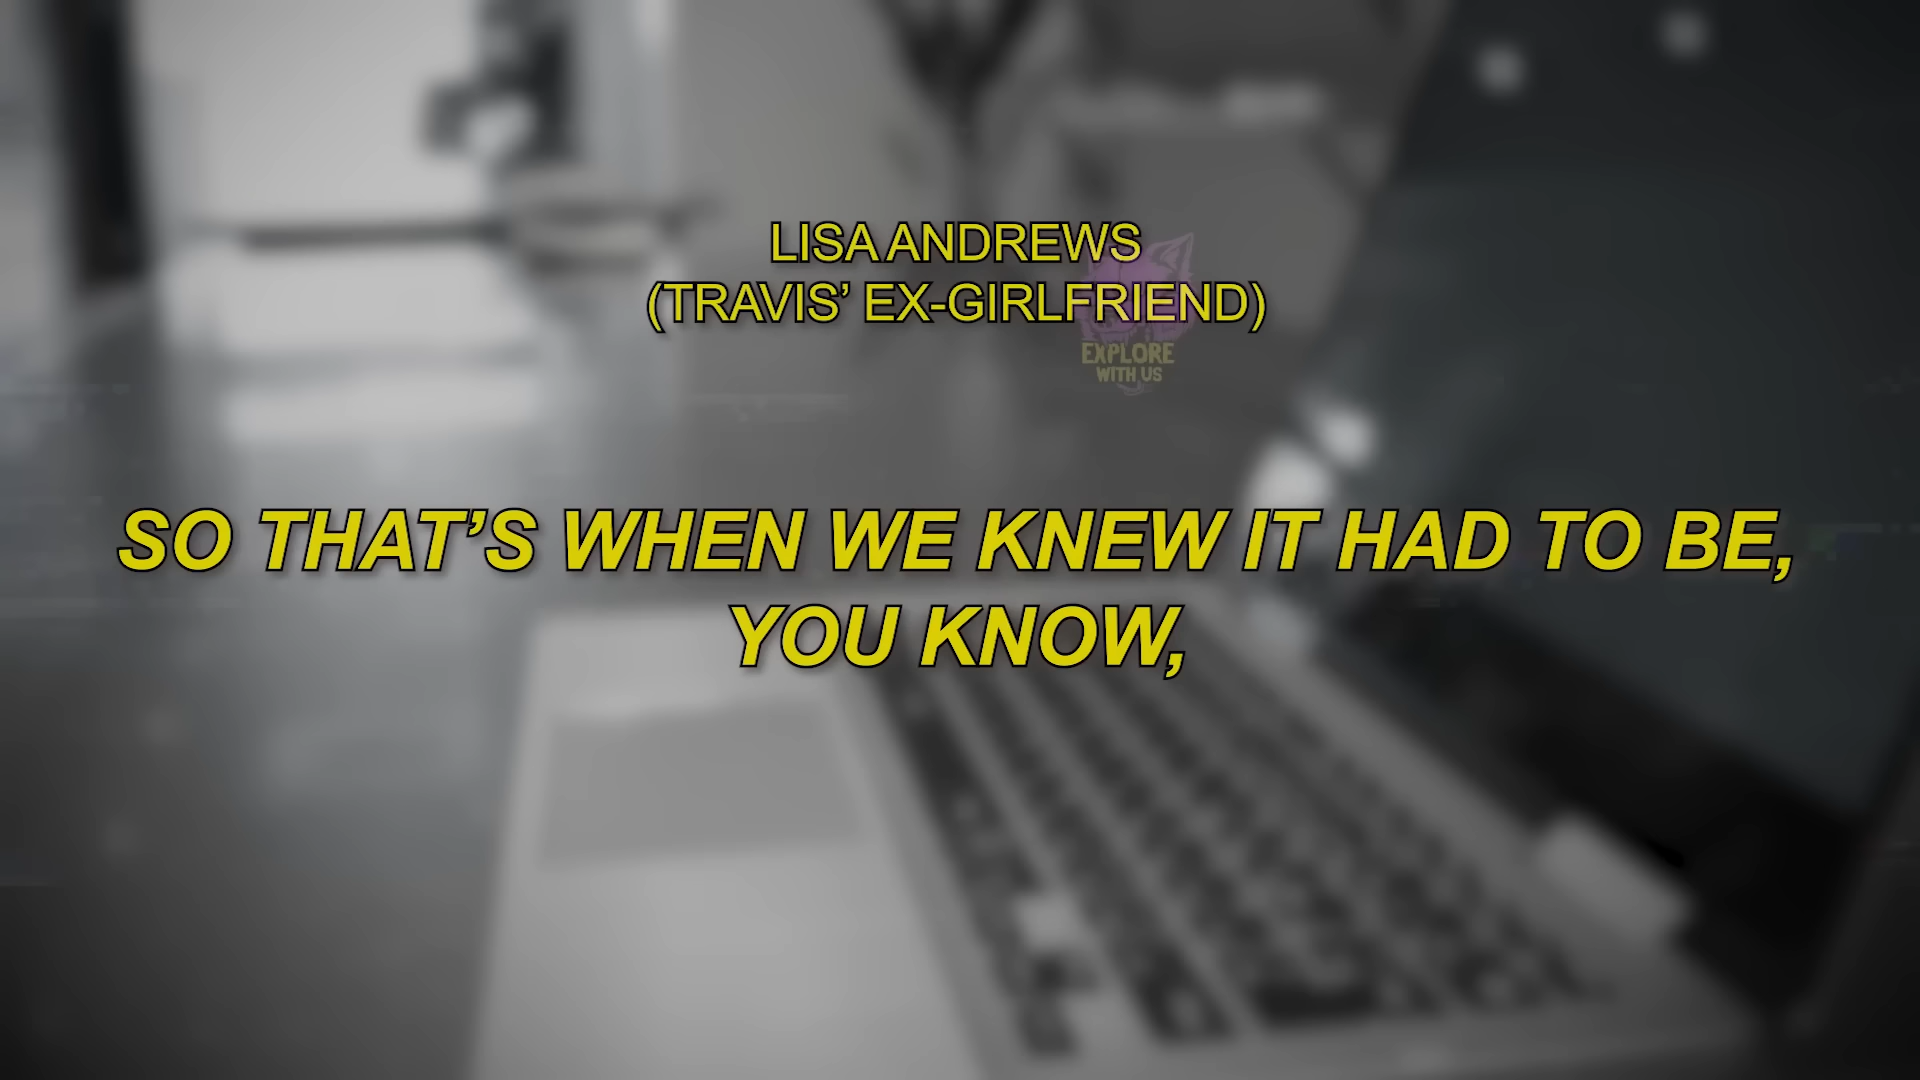 LISA ANDREWS
(TRAVIS’ EX-GIRLFRIEND)
EXPLORE
WITH US
SO THAT’S WHEN WE KNEW IT HAD TO BE,
YOU KNOW,